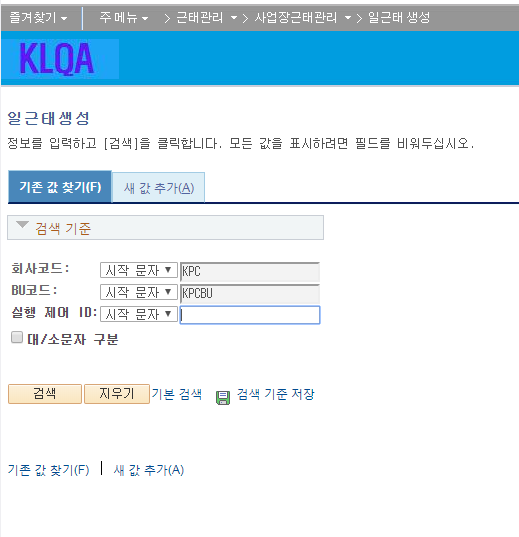 즐겨찾기 주 메뉴 > 근태관리 > 사업장근태관리 > 일근태 생성
KLQA
일근태생성
정보를 입력하고 [검색]을 클릭합니다. 모든 값을 표시하려면 필드를 비워두십시오.
기존 값 찾기(F) 새 값 추가(A)
검색 기준
회사코드: 시작 문자 KPC
BU코드: 시작 문자 KPCBU
실행 제어 ID: 시작 문자
대/소문자 구분
검색 지우기 기본 검색 검색 기준 저장
기존 값 찾기(F) | 새 값 추가(A)